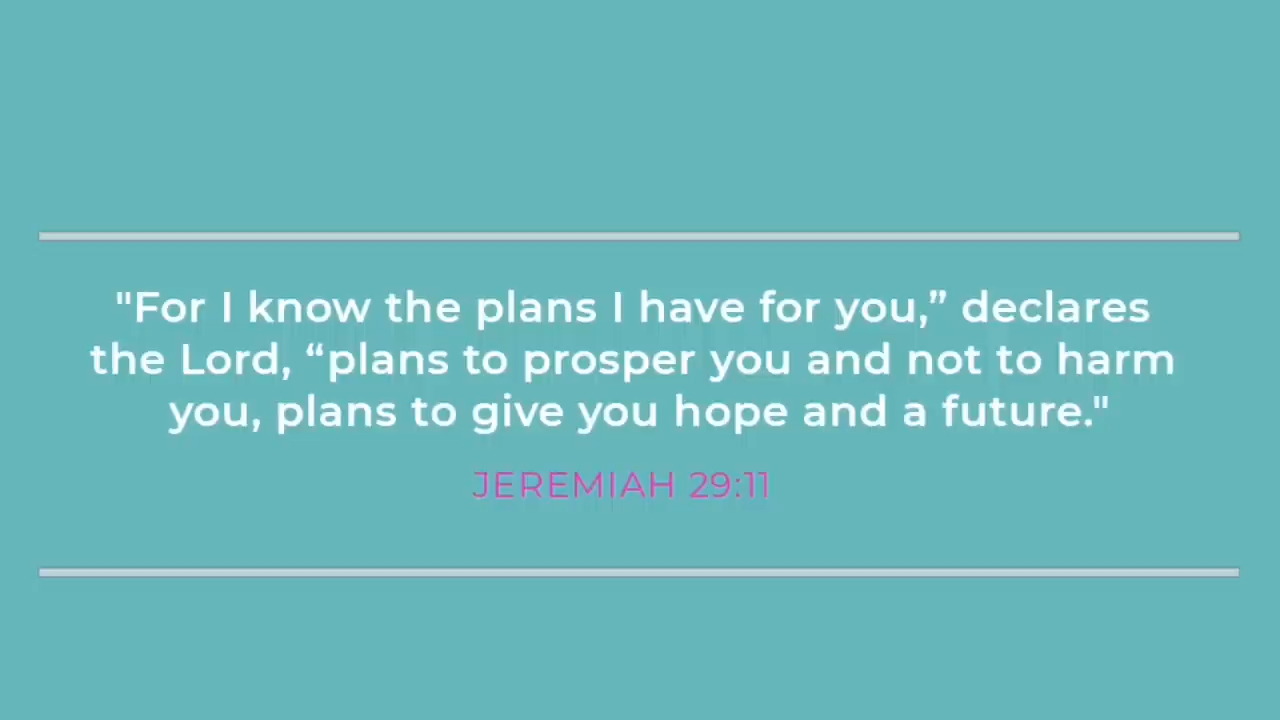 "For I know the plans I have for you,” declares
the Lord, “plans to prosper you and not to harm
you, plans to give you hope and a future."
JEREMIAH 29:11